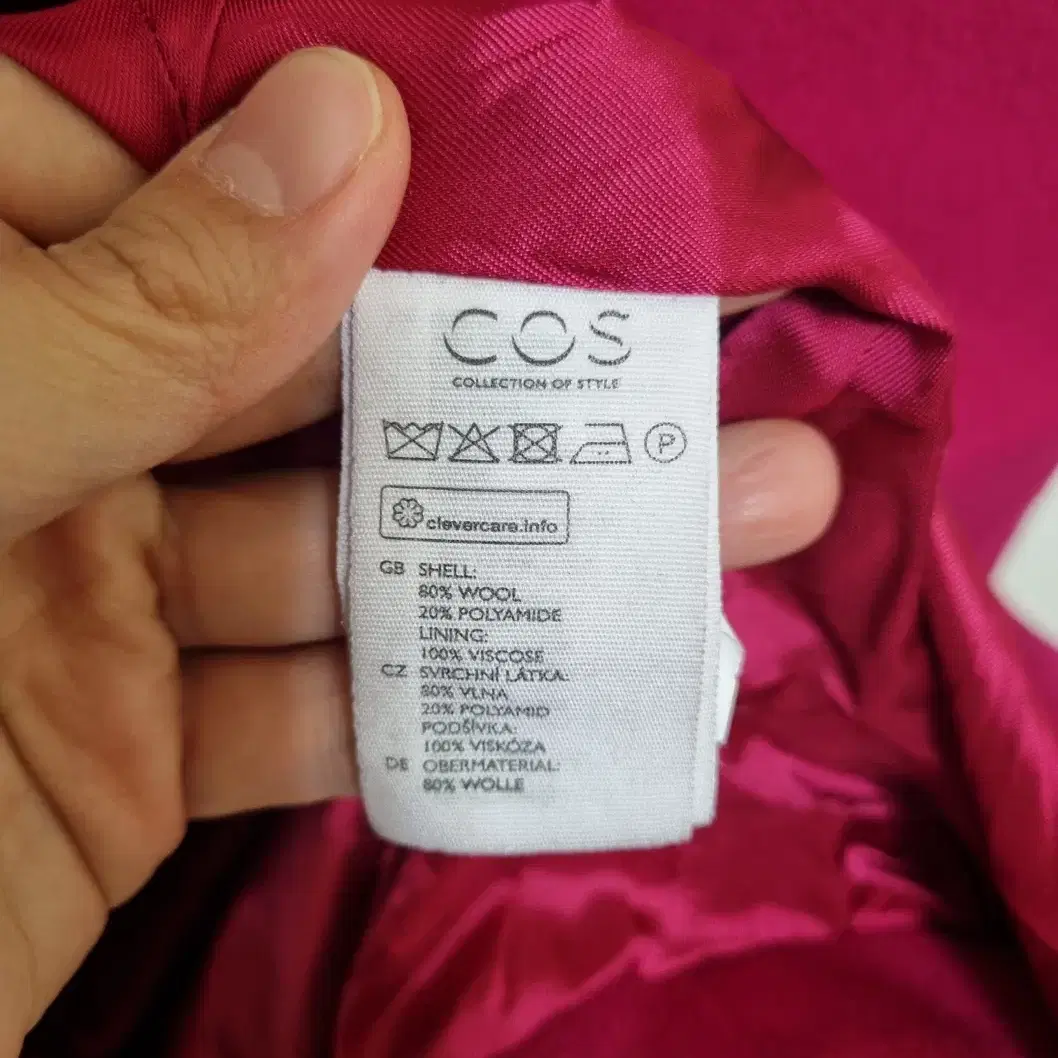 COS
COLLECTION OF STYLE
P
clevercare.info
GB SHELL:
80% WOOL
20% POLYAMIDE
LINING:
100% VISCOSE
CZ SVRCHNÍ LÁTKA:
80% VLNA
20% POLYAMID
PODŠÍVKA:
100% VISKÓZA
DE OBERMATERIAL:
80% WOLLE